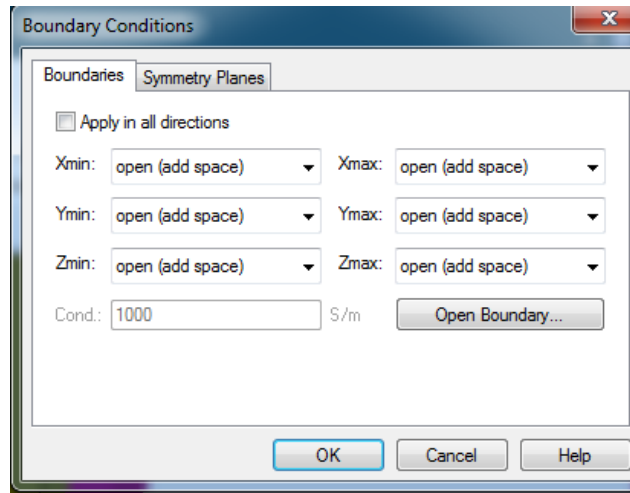 Boundary Conditions
Boundaries Symmetry Planes
Apply in all directions
Xmin: open (add space) Xmax: open (add space)
Ymin: open (add space) Ymax: open (add space)
Zmin: open (add space) Zmax: open (add space)
Cond.: 1000 S/m Open Boundary...
OK Cancel Help